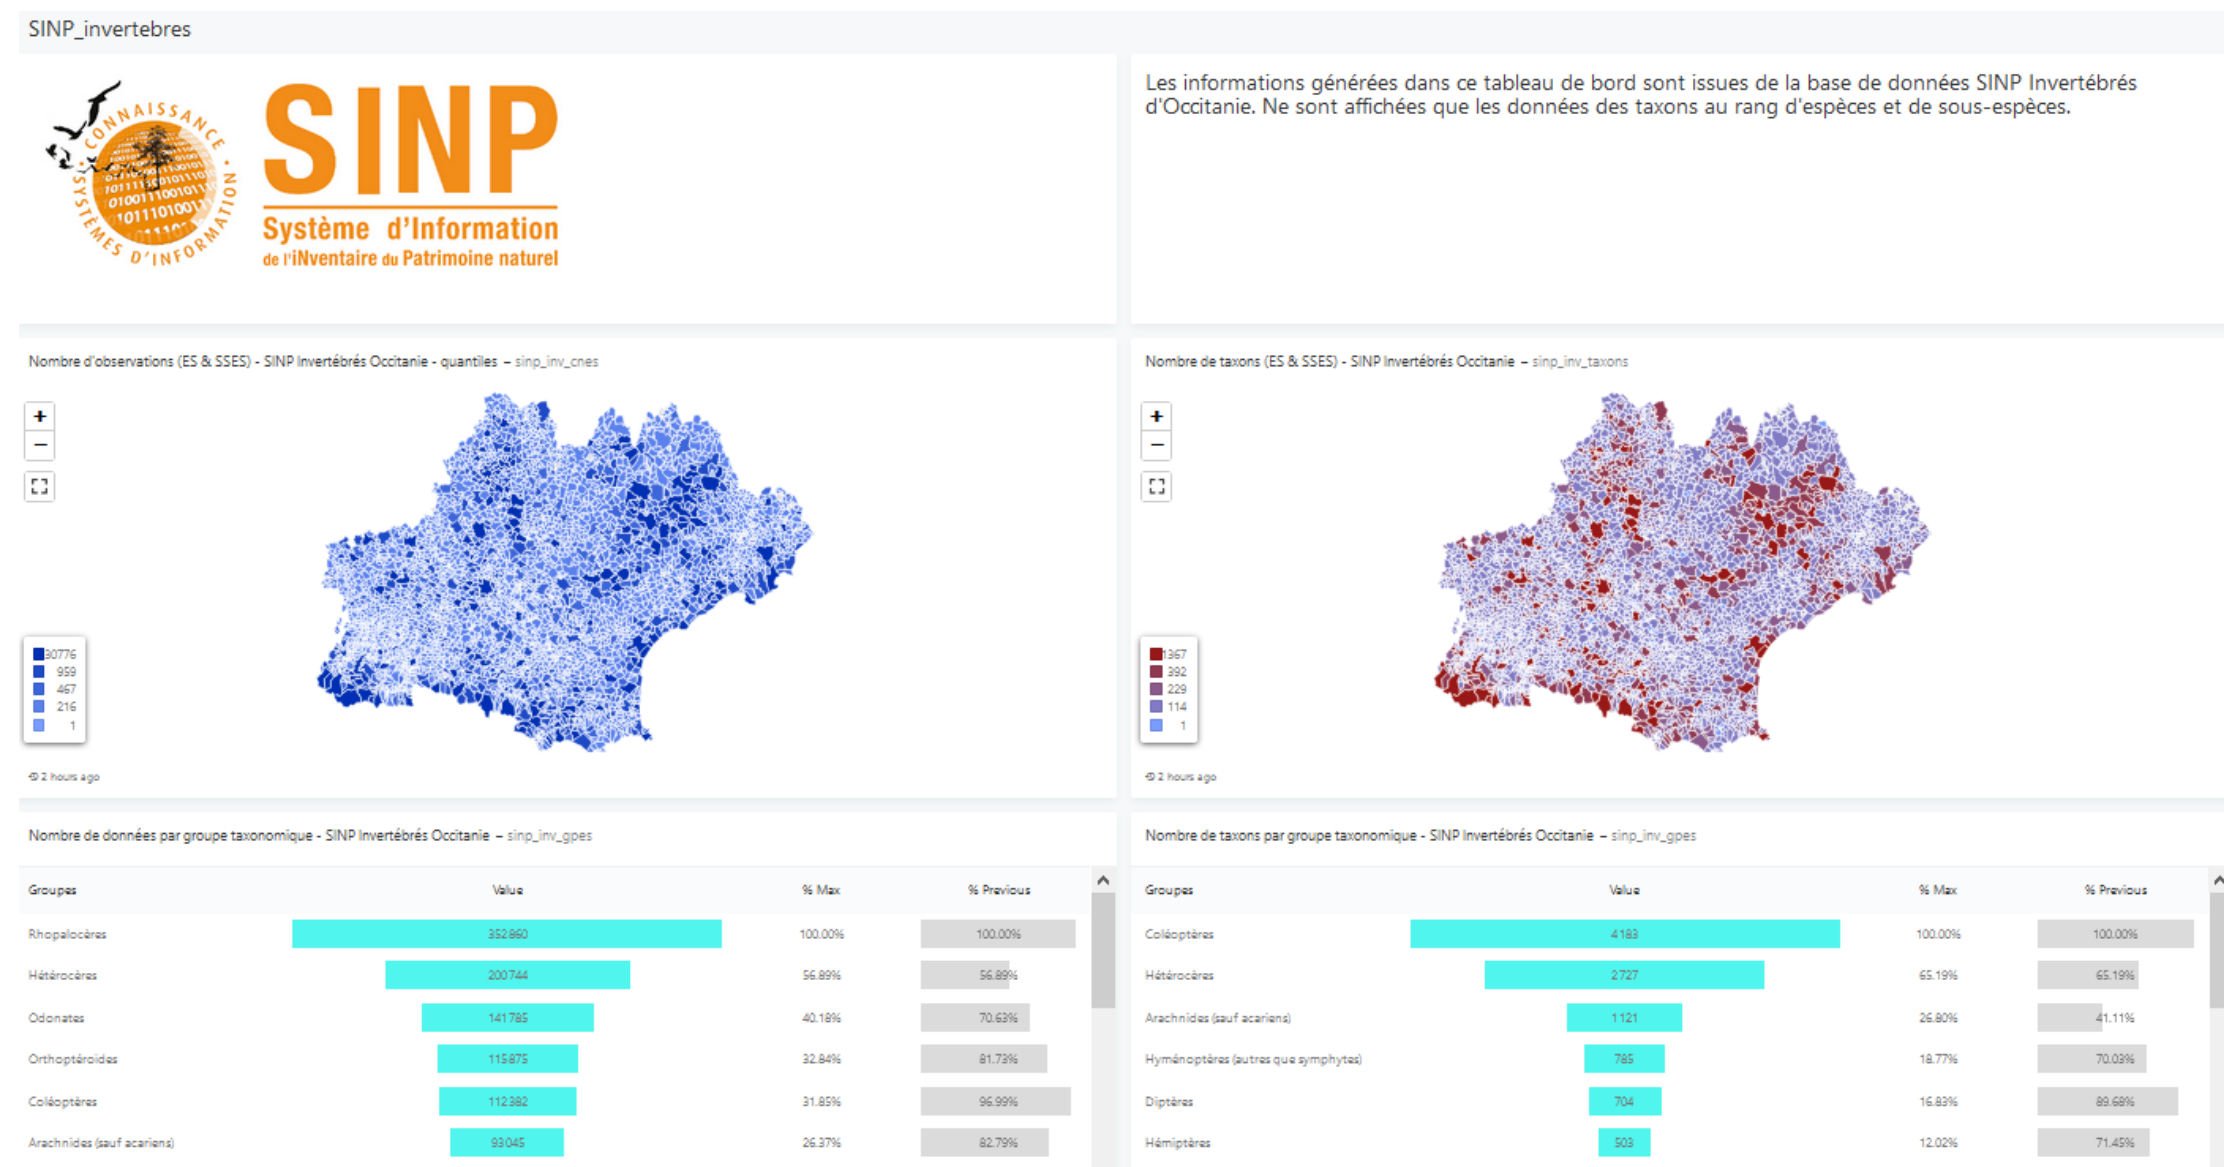 SINP_invertebres
CONNAISSANCE • SYSTÈMES D'INFORMATION
SINP
Système d'Information
de l'iNventaire du Patrimoine naturel
Les informations générées dans ce tableau de bord sont issues de la base de données SINP Invertébrés
d'Occitanie. Ne sont affichées que les données des taxons au rang d'espèces et de sous-espèces.
Nombre d'observations (ES & SSES) - SINP Invertébrés Occitanie - quantiles – sinp_inv_cnes
+
−
30776
959
467
216
1
2 hours ago
Nombre de taxons (ES & SSES) - SINP Invertébrés Occitanie – sinp_inv_taxons
+
−
1367
392
229
114
1
2 hours ago
Nombre de données par groupe taxonomique - SINP Invertébrés Occitanie – sinp_inv_gpes
Groupes Value % Max % Previous
Rhopalocères 352860 100.00% 100.00%
Hétérocères 200744 56.89% 56.89%
Odonates 141785 40.18% 70.63%
Orthoptéroides 115875 32.84% 81.73%
Coléoptères 112382 31.85% 96.99%
Arachnides (sauf acariens) 93045 26.37% 82.79%
Nombre de taxons par groupe taxonomique - SINP Invertébrés Occitanie – sinp_inv_gpes
Groupes Value % Max % Previous
Coléoptères 4183 100.00% 100.00%
Hétérocères 2727 65.19% 65.19%
Arachnides (sauf acariens) 1121 26.80% 41.11%
Hyménoptères (autres que symphytes) 785 18.77% 70.03%
Diptères 704 16.83% 89.68%
Hémiptères 503 12.02% 71.45%